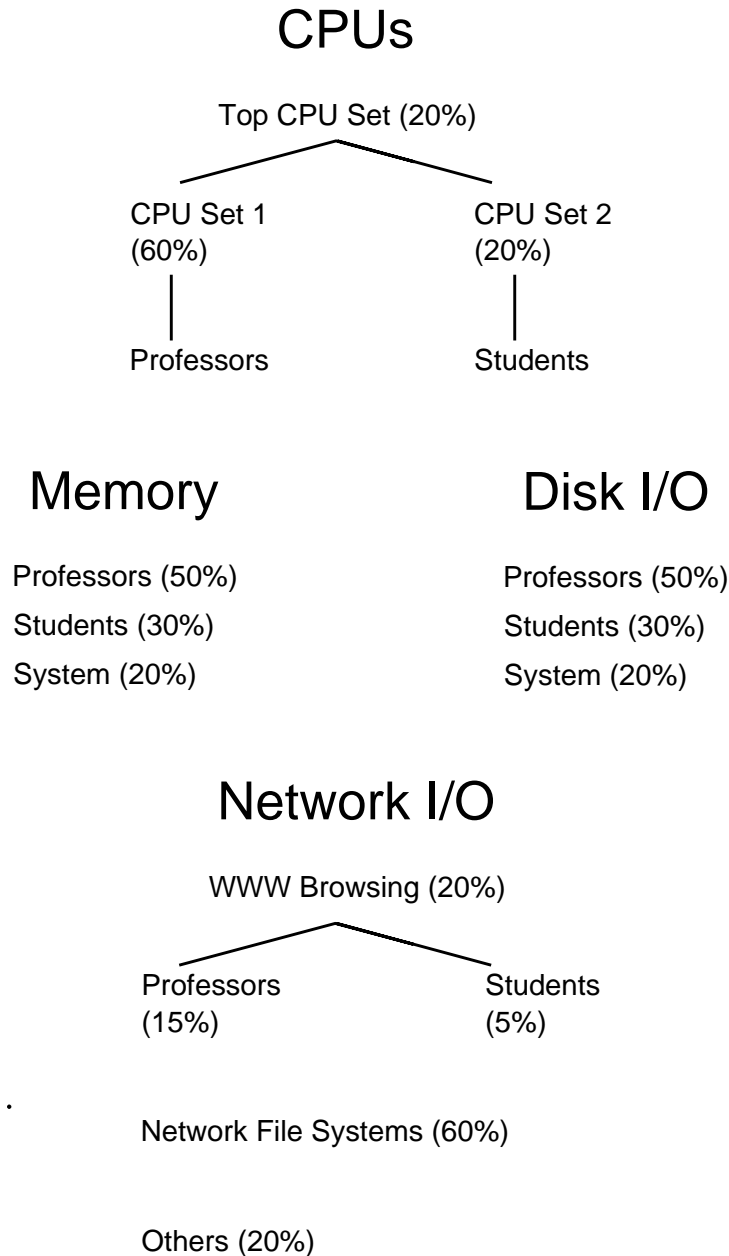 CPUs
Top CPU Set (20%)
CPU Set 1
(60%)
CPU Set 2
(20%)
Professors
Students
Memory
Professors (50%)
Students (30%)
System (20%)
Disk I/O
Professors (50%)
Students (30%)
System (20%)
Network I/O
WWW Browsing (20%)
Professors
(15%)
Students
(5%)
.
Network File Systems (60%)
Others (20%)